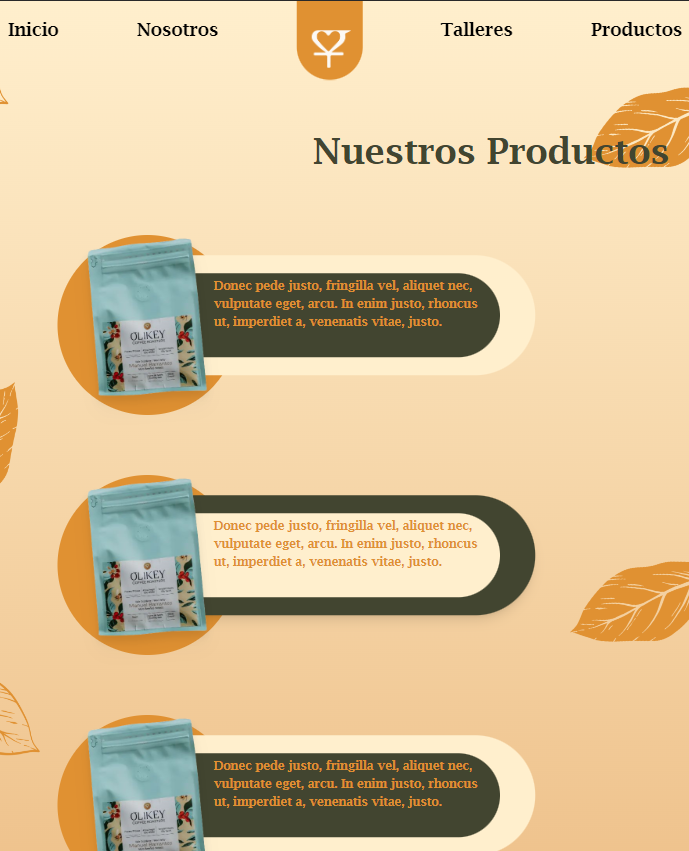 Inicio Nosotros Talleres Productos
Nuestros Productos
Donec pede justo, fringilla vel, aliquet nec,
vulputate eget, arcu. In enim justo, rhoncus
ut, imperdiet a, venenatis vitae, justo.
OLIKEY
Donec pede justo, fringilla vel, aliquet nec,
vulputate eget, arcu. In enim justo, rhoncus
ut, imperdiet a, venenatis vitae, justo.
OLIKEY
Donec pede justo, fringilla vel, aliquet nec,
vulputate eget, arcu. In enim justo, rhoncus
ut, imperdiet a, venenatis vitae, justo.
OLIKEY